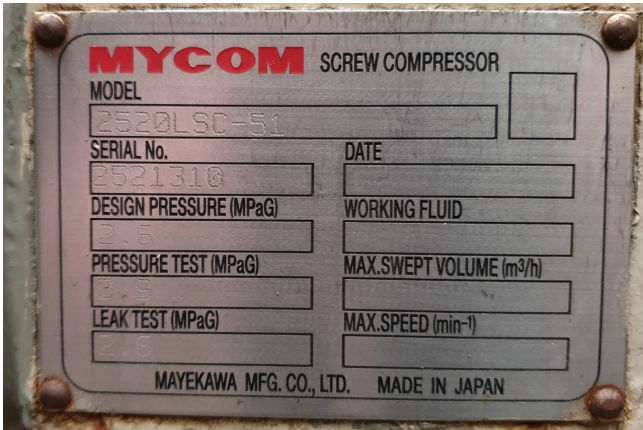 MYCOM SCREW COMPRESSOR
MODEL
2520LSC-51
SERIAL No. DATE
2521310
DESIGN PRESSURE (MPaG) WORKING FLUID
2.6
PRESSURE TEST (MPaG) MAX.SWEPT VOLUME (m³/h)
3.9
LEAK TEST (MPaG) MAX.SPEED (min⁻¹)
2.6
MAYEKAWA MFG. CO., LTD. MADE IN JAPAN